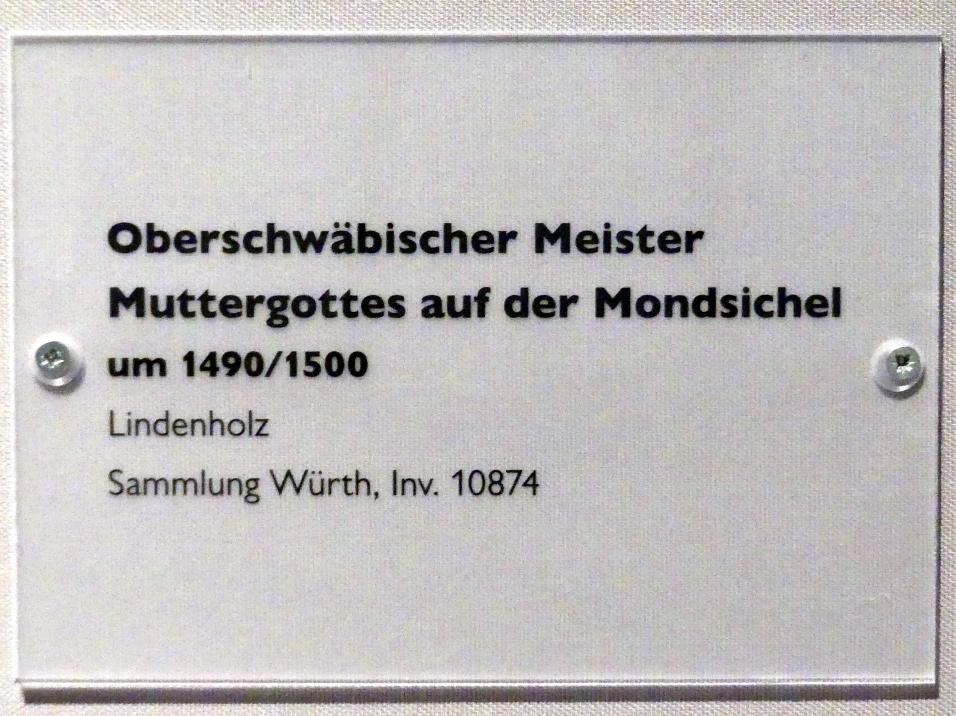 Oberschwäbischer Meister
Muttergottes auf der Mondsichel
um 1490/1500
Lindenholz
Sammlung Würth, Inv. 10874